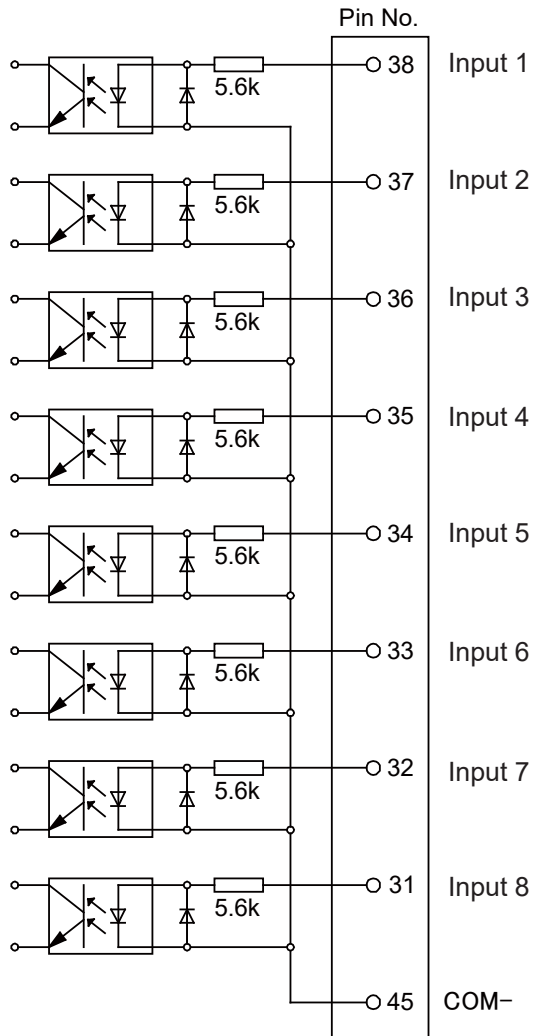 Pin No.
38 Input 1
5.6k
37 Input 2
5.6k
36 Input 3
5.6k
35 Input 4
5.6k
34 Input 5
5.6k
33 Input 6
5.6k
32 Input 7
5.6k
31 Input 8
5.6k
45 COM−